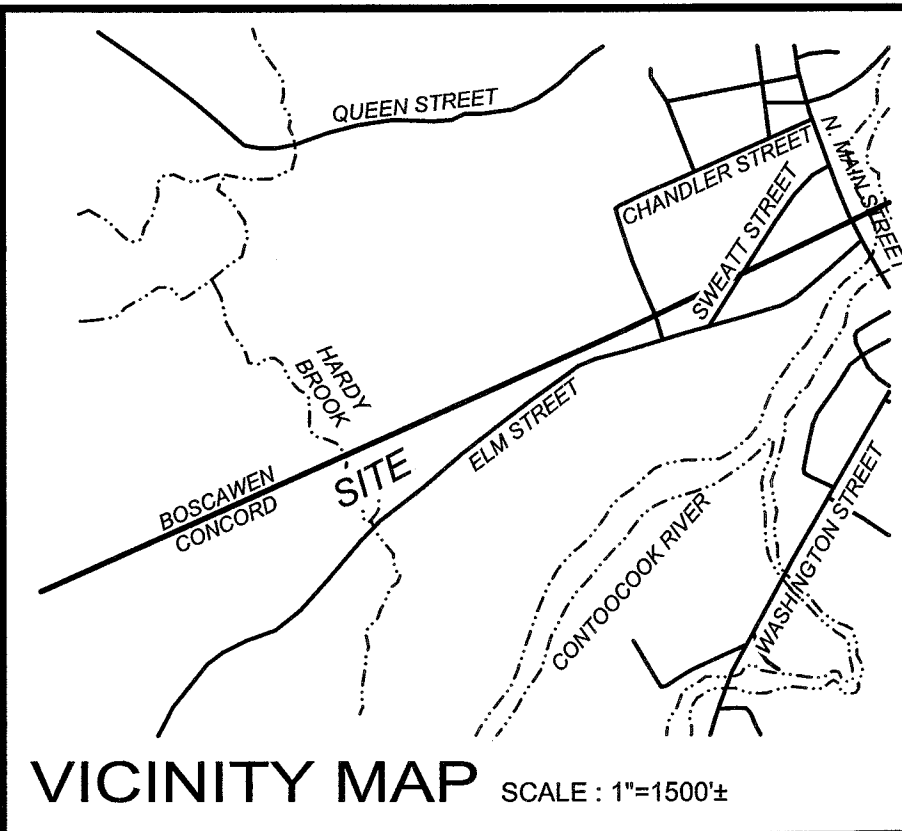 QUEEN STREET
N. MAIN STREET
CHANDLER STREET
SWEATT STREET
HARDY
BROOK
ELM STREET
SITE
BOSCAWEN
CONCORD
CONTOOCOOK RIVER
WASHINGTON STREET
VICINITY MAP SCALE : 1"=1500'±